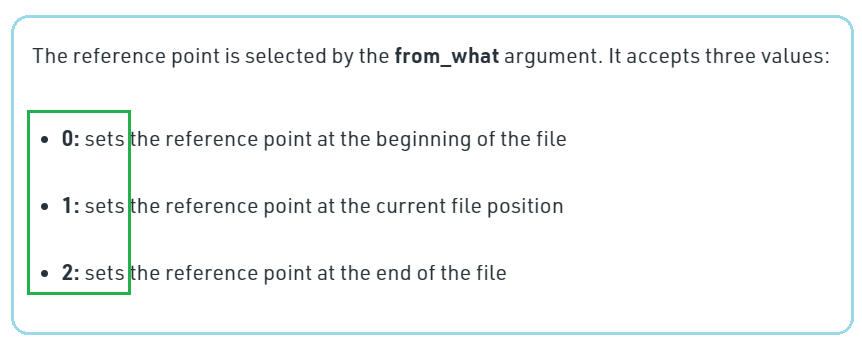 The reference point is selected by the from_what argument. It accepts three values:
• 0: sets the reference point at the beginning of the file
• 1: sets the reference point at the current file position
• 2: sets the reference point at the end of the file